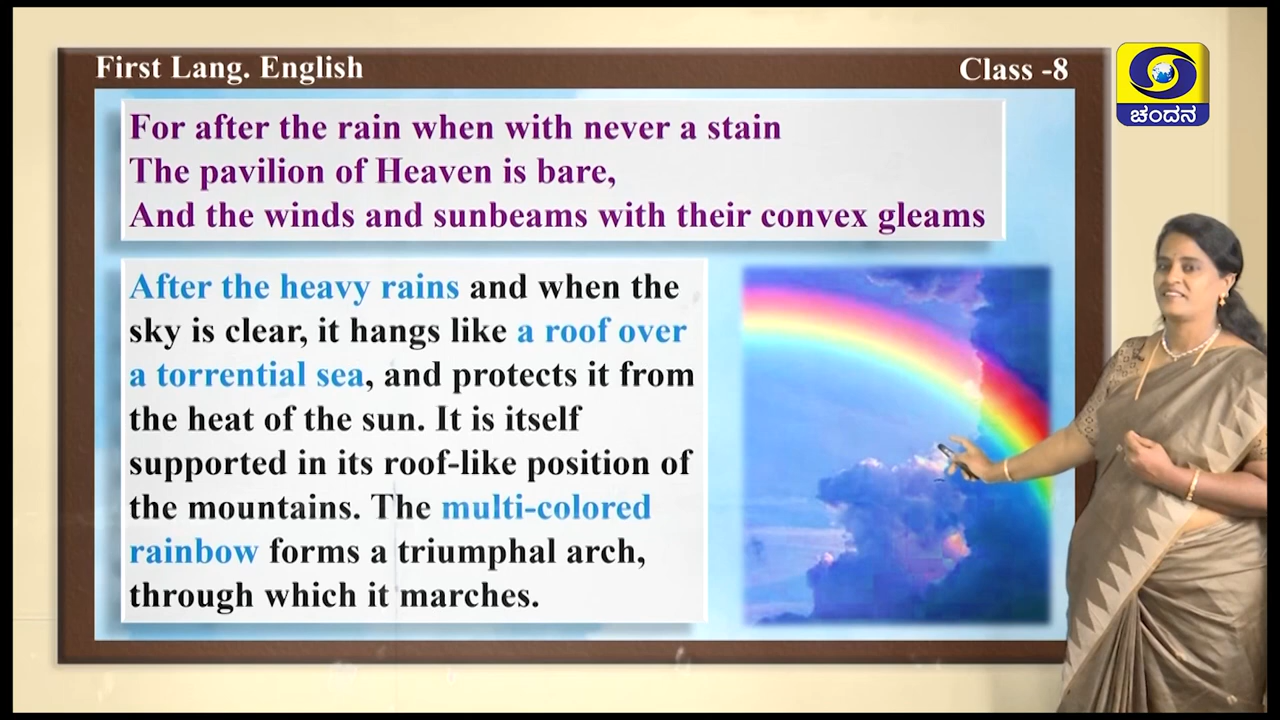 First Lang. English
Class -8
ಚಂದನ
For after the rain when with never a stain
The pavilion of Heaven is bare,
And the winds and sunbeams with their convex gleams
After the heavy rains and when the
sky is clear, it hangs like a roof over
a torrential sea, and protects it from
the heat of the sun. It is itself
supported in its roof-like position of
the mountains. The multi-colored
rainbow forms a triumphal arch,
through which it marches.